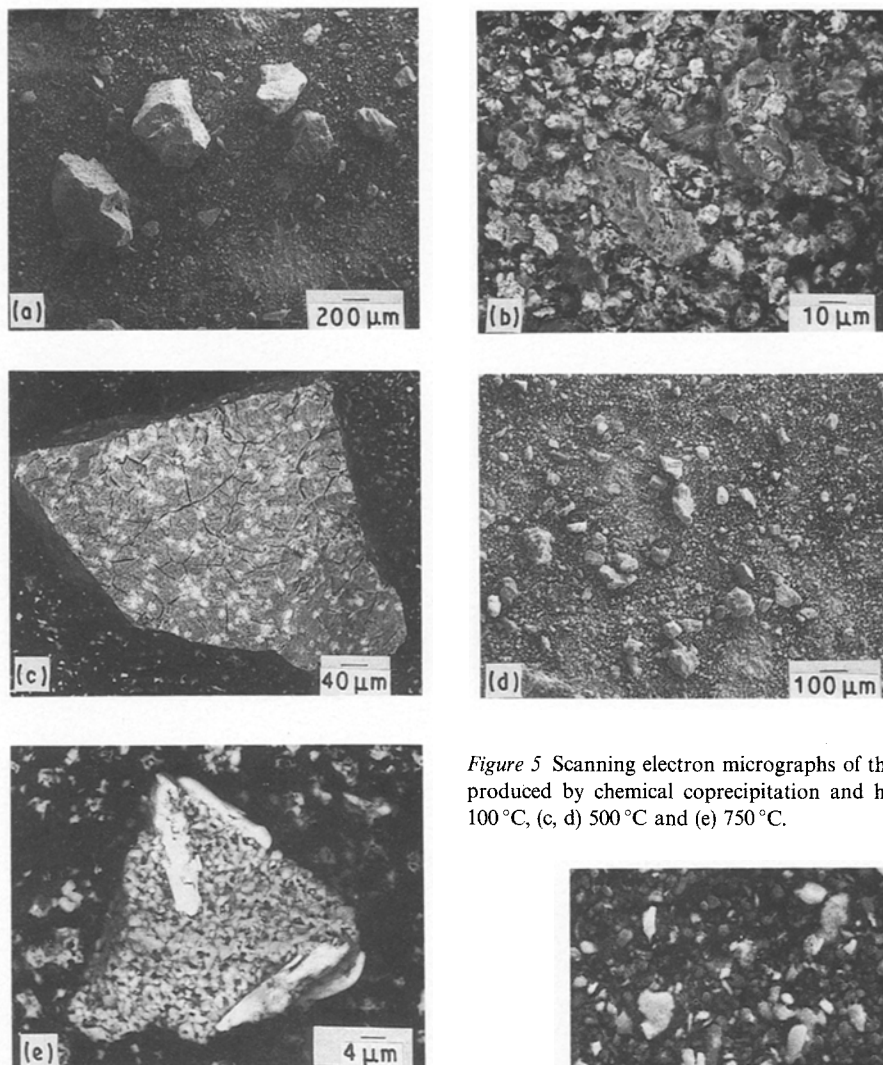 (a)
200 μm
(b)
10 μm
(c)
40 μm
(d)
100 μm
Figure 5 Scanning electron micrographs of th
produced by chemical coprecipitation and h
100 °C, (c, d) 500 °C and (e) 750 °C.
(e)
4 μm